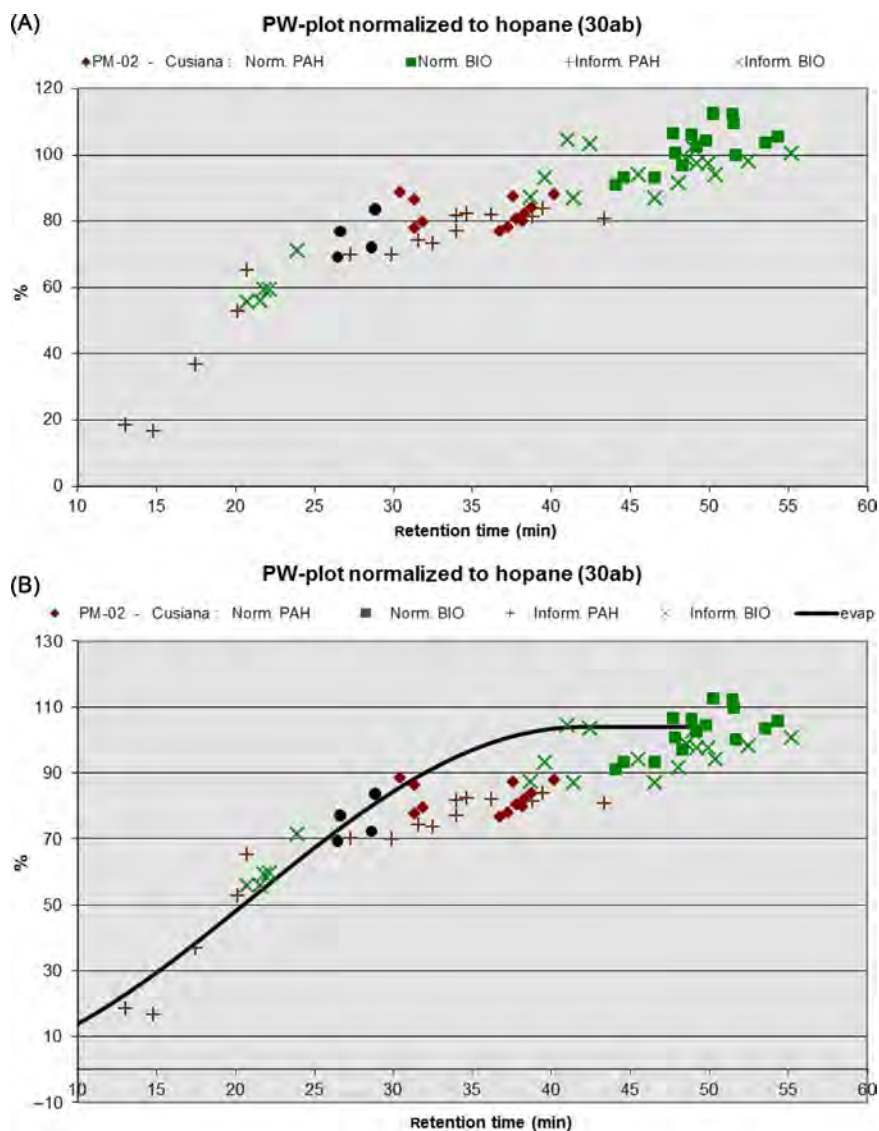 (A)
PW-plot normalized to hopane (30ab)
PM-02 - Cusiana : Norm. PAH Norm. BIO Inform. PAH Inform. BIO
120
100
80
60
40
20
0
%
10 15 20 25 30 35 40 45 50 55 60
Retention time (min)
(B)
PW-plot normalized to hopane (30ab)
PM-02 - Cusiana : Norm. PAH Norm. BIO Inform. PAH Inform. BIO evap
130
110
90
70
50
30
10
−10
%
10 15 20 25 30 35 40 45 50 55 60
Retention time (min)